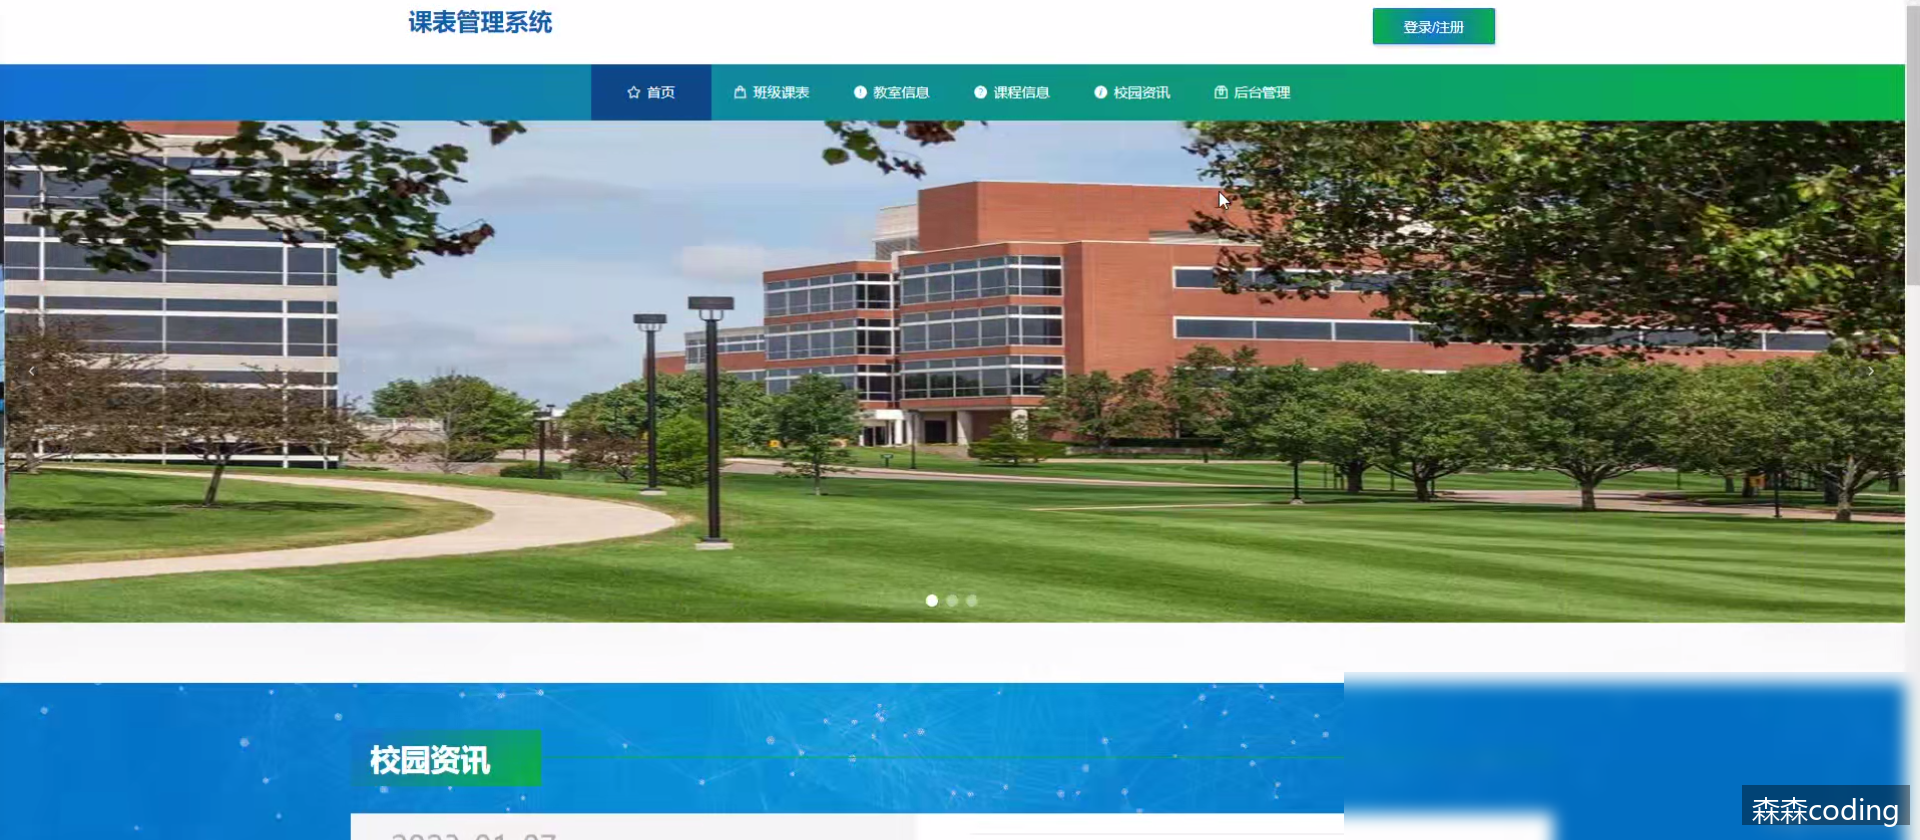 课表管理系统
登录/注册
首页
班级课表
教室信息
课程信息
校园资讯
后台管理
校园资讯
森森coding